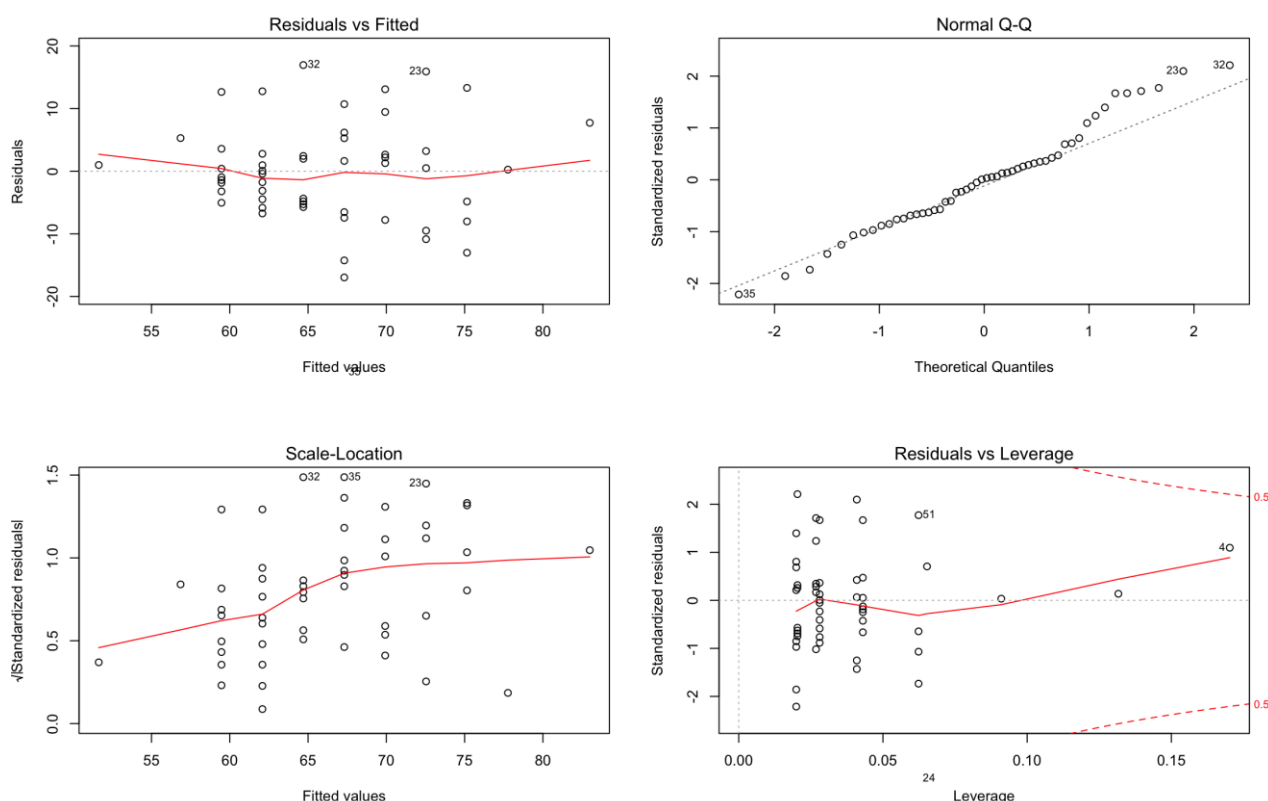 Residuals vs Fitted
Residuals
20
10
0
-10
-20
32
23
55 60 65 70 75 80
Fitted values
35
Normal Q-Q
Standardized residuals
2
1
0
-1
-2
23
32
35
-2 -1 0 1 2
Theoretical Quantiles
Scale-Location
√|Standardized residuals|
1.5
1.0
0.5
0.0
32
35
23
55 60 65 70 75 80
Fitted values
Residuals vs Leverage
Standardized residuals
2
1
0
-1
-2
51
4
0.5
0.5
0.00 0.05 0.10 0.15
24
Leverage